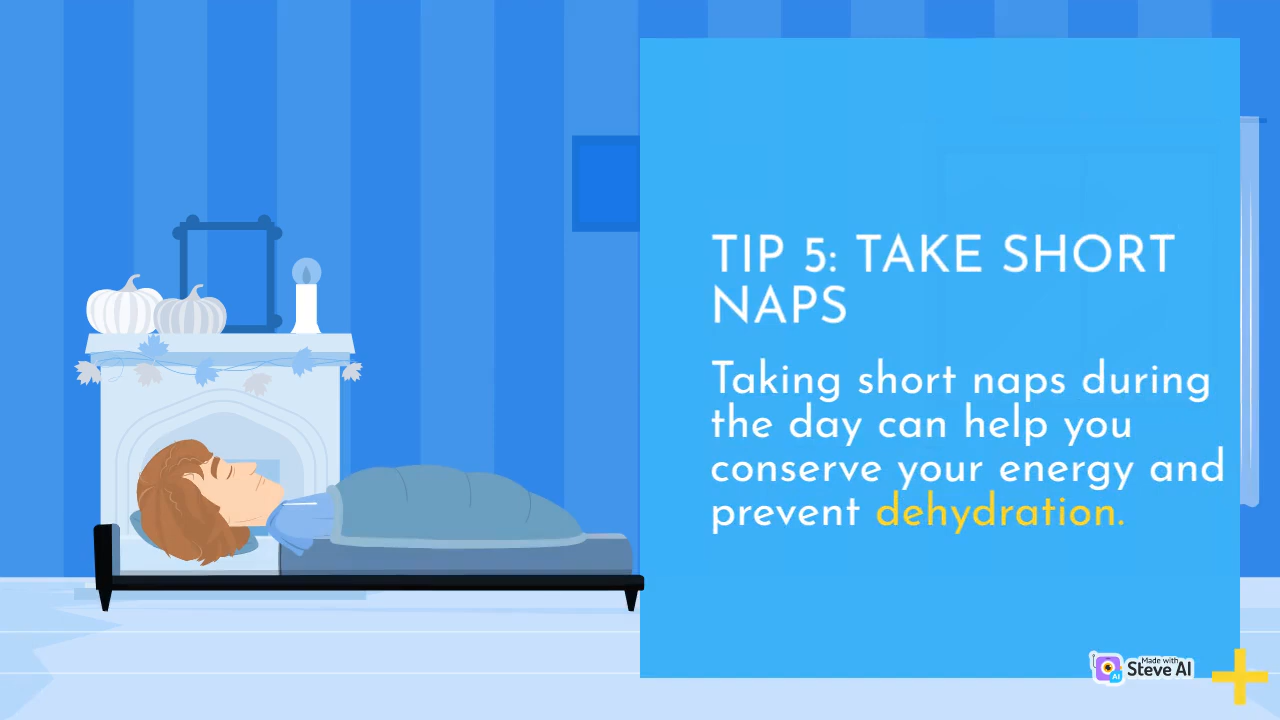 TIP 5: TAKE SHORT
NAPS
Taking short naps during
the day can help you
conserve your energy and
prevent dehydration.
Made with
Steve AI
AI